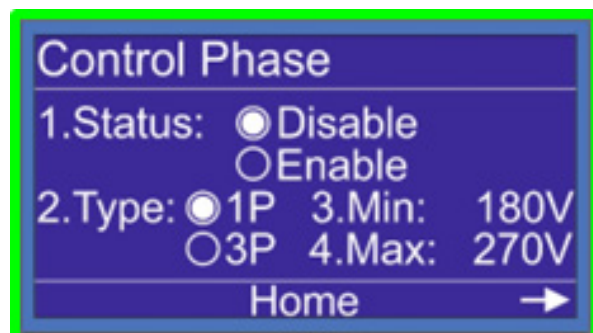 Control Phase
1.Status: Disable
Enable
2.Type: 1P 3.Min: 180V
3P 4.Max: 270V
Home